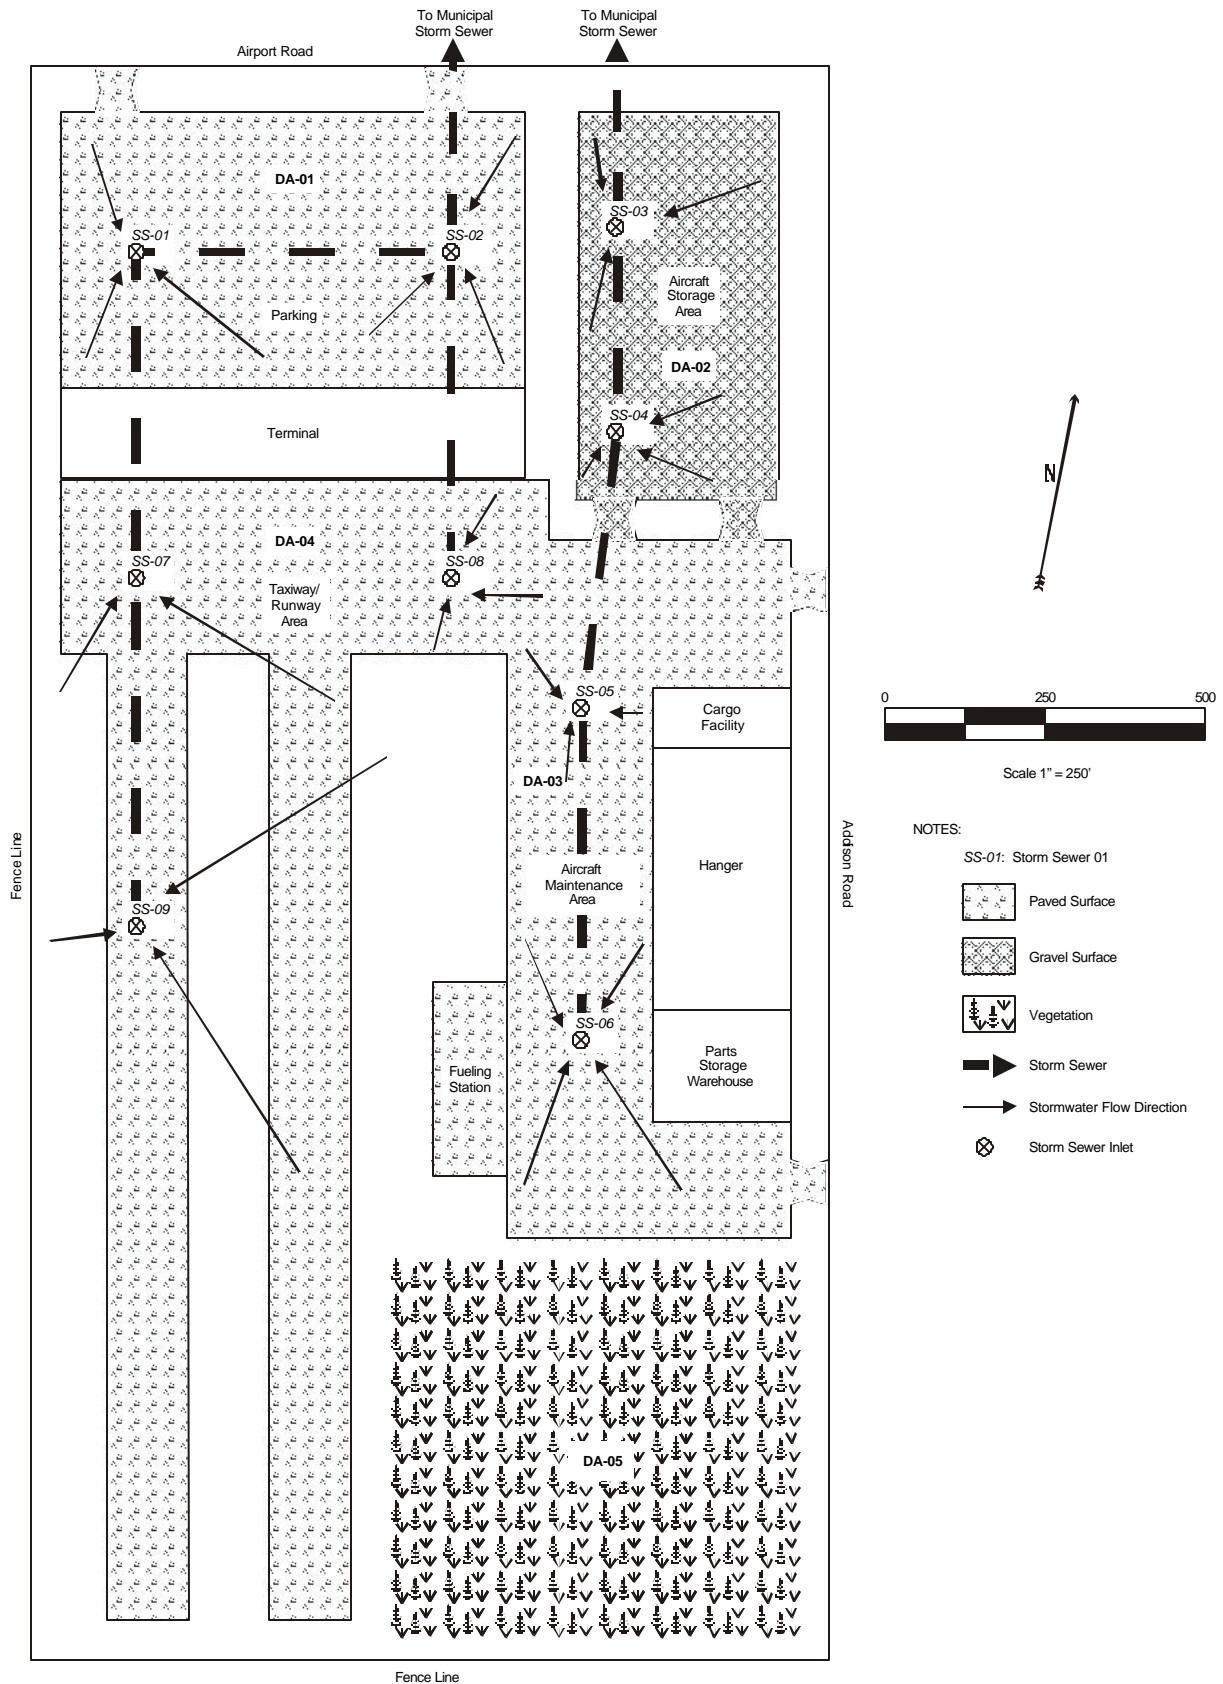 To Municipal
Storm Sewer
To Municipal
Storm Sewer
Airport Road
DA-01
SS-01
SS-02
SS-03
Aircraft
Storage
Area
Parking
DA-02
SS-04
Terminal
N
DA-04
SS-07
SS-08
Taxiway/
Runway
Area
SS-05
0 250 500
Cargo
Facility
Scale 1" = 250'
DA-03
NOTES:
SS-01: Storm Sewer 01
Fence Line
Aircraft
Maintenance
Area
Hanger
Addison Road
Paved Surface
SS-09
Gravel Surface
SS-06
Vegetation
Fueling
Station
Parts
Storage
Warehouse
Storm Sewer
Stormwater Flow Direction
Storm Sewer Inlet
DA-05
Fence Line